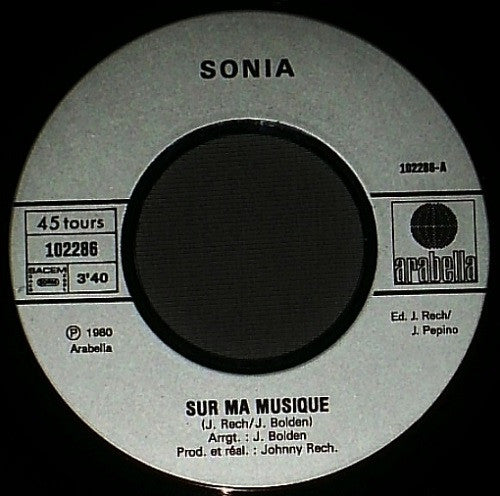 SONIA
102286-A
45 tours
102286
SACEM
3'40
arabella
Ⓟ 1980
Arabella
Ed. J. Rech/
J. Pepino
SUR MA MUSIQUE
(J. Rech/J. Bolden)
Arrgt. : J. Bolden
Prod. et réal. : Johnny Rech.